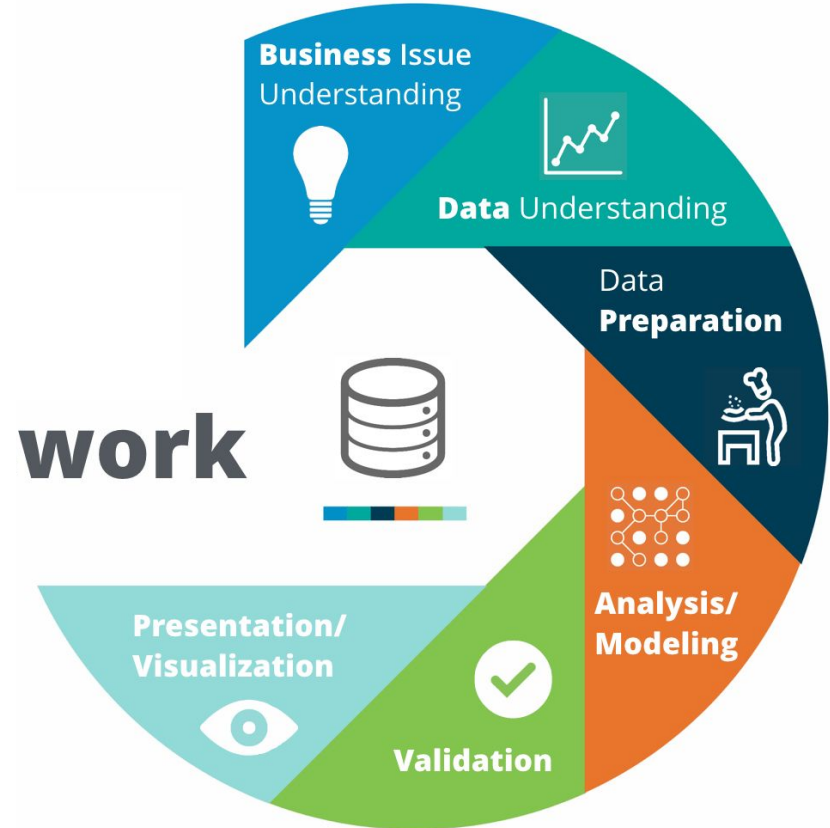 Business Issue
Understanding
Data Understanding
Data
Preparation
work
Analysis/
Modeling
Presentation/
Visualization
Validation